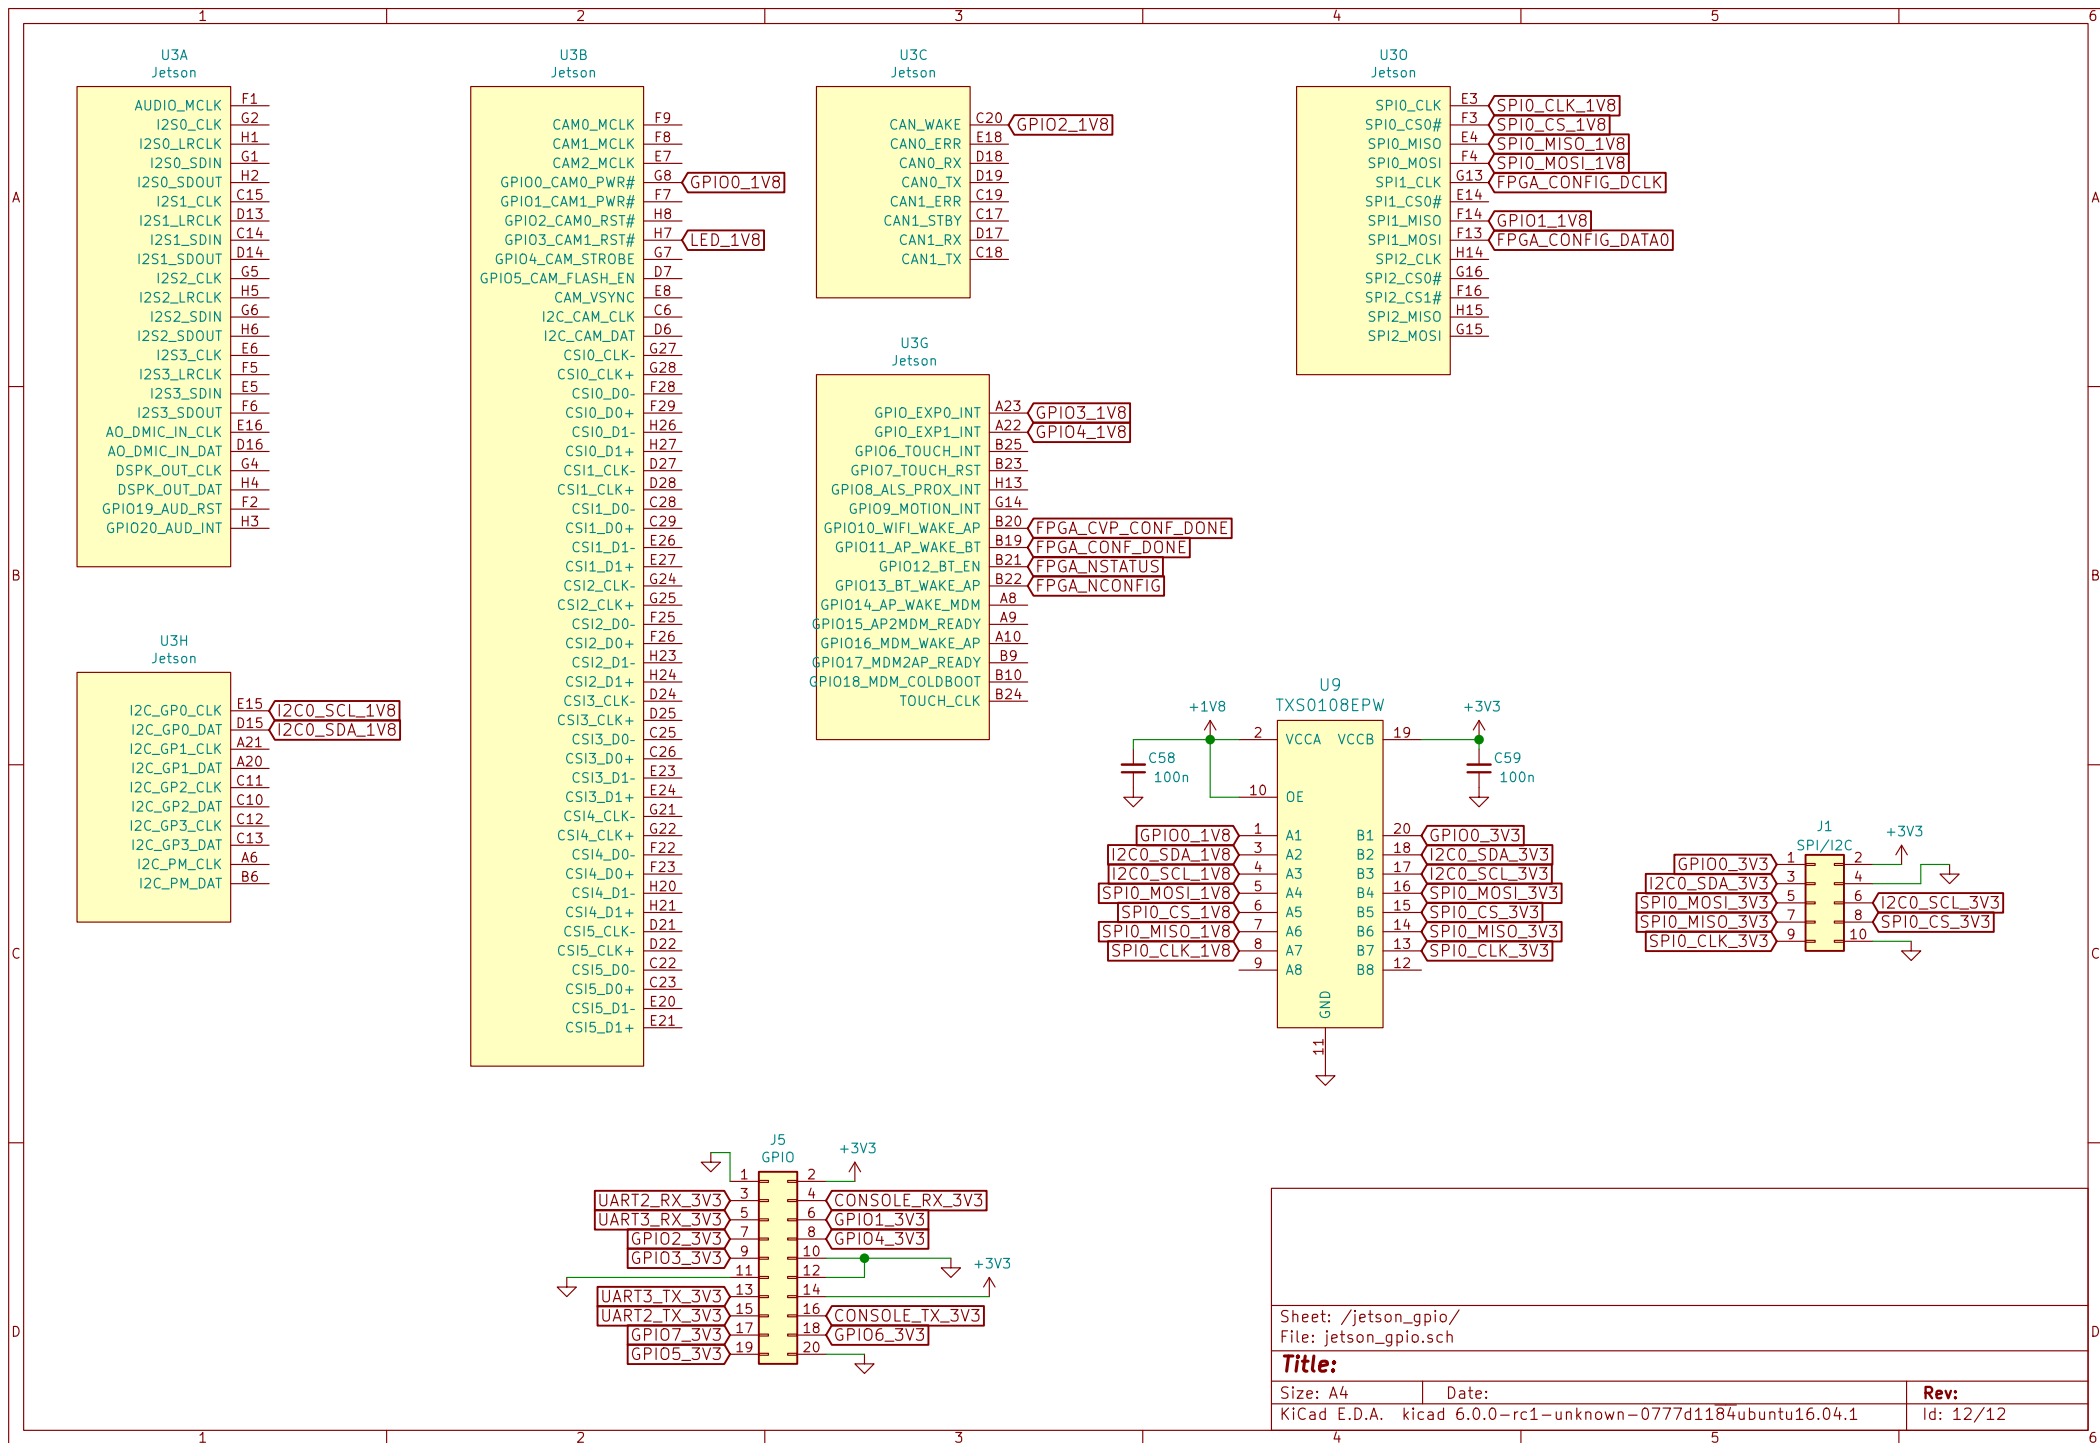 1 2 3 4 5 6
A
B
C
D
A
B
C
D
U3A
Jetson
AUDIO_MCLK F1
I2S0_CLK G2
I2S0_LRCLK H1
I2S0_SDIN G1
I2S0_SDOUT H2
I2S1_CLK C15
I2S1_LRCLK D13
I2S1_SDIN C14
I2S1_SDOUT D14
I2S2_CLK G5
I2S2_LRCLK H5
I2S2_SDIN G6
I2S2_SDOUT H6
I2S3_CLK E6
I2S3_LRCLK F5
I2S3_SDIN E5
I2S3_SDOUT F6
AO_DMIC_IN_CLK E16
AO_DMIC_IN_DAT D16
DSPK_OUT_CLK G4
DSPK_OUT_DAT H4
GPIO19_AUD_RST F2
GPIO20_AUD_INT H3
U3H
Jetson
I2C_GP0_CLK E15 I2C0_SCL_1V8
I2C_GP0_DAT D15 I2C0_SDA_1V8
I2C_GP1_CLK A21
I2C_GP1_DAT A20
I2C_GP2_CLK C11
I2C_GP2_DAT C10
I2C_GP3_CLK C12
I2C_GP3_DAT C13
I2C_PM_CLK A6
I2C_PM_DAT B6
U3B
Jetson
CAM0_MCLK F9
CAM1_MCLK F8
CAM2_MCLK E7
GPIO0_CAM0_PWR# G8 GPIO0_1V8
GPIO1_CAM1_PWR# F7
GPIO2_CAM0_RST# H8
GPIO3_CAM1_RST# H7 LED_1V8
GPIO4_CAM_STROBE G7
GPIO5_CAM_FLASH_EN D7
CAM_VSYNC E8
I2C_CAM_CLK C6
I2C_CAM_DAT D6
CSI0_CLK- G27
CSI0_CLK+ G28
CSI0_D0- F28
CSI0_D0+ F29
CSI0_D1- H26
CSI0_D1+ H27
CSI1_CLK- D27
CSI1_CLK+ D28
CSI1_D0- C28
CSI1_D0+ C29
CSI1_D1- E26
CSI1_D1+ E27
CSI2_CLK- G24
CSI2_CLK+ G25
CSI2_D0- F25
CSI2_D0+ F26
CSI2_D1- H23
CSI2_D1+ H24
CSI3_CLK- D24
CSI3_CLK+ D25
CSI3_D0- C25
CSI3_D0+ C26
CSI3_D1- E23
CSI3_D1+ E24
CSI4_CLK- G21
CSI4_CLK+ G22
CSI4_D0- F22
CSI4_D0+ F23
CSI4_D1- H20
CSI4_D1+ H21
CSI5_CLK- D21
CSI5_CLK+ D22
CSI5_D0- C22
CSI5_D0+ C23
CSI5_D1- E20
CSI5_D1+ E21
U3C
Jetson
CAN_WAKE C20 GPIO2_1V8
CAN0_ERR E18
CAN0_RX D18
CAN0_TX D19
CAN1_ERR C19
CAN1_STBY C17
CAN1_RX D17
CAN1_TX C18
U3G
Jetson
GPIO_EXP0_INT A23 GPIO3_1V8
GPIO_EXP1_INT A22 GPIO4_1V8
GPIO6_TOUCH_INT B25
GPIO7_TOUCH_RST B23
GPIO8_ALS_PROX_INT H13
GPIO9_MOTION_INT G14
GPIO10_WIFI_WAKE_AP B20 FPGA_CVP_CONF_DONE
GPIO11_AP_WAKE_BT B19 FPGA_CONF_DONE
GPIO12_BT_EN B21 FPGA_NSTATUS
GPIO13_BT_WAKE_AP B22 FPGA_NCONFIG
GPIO14_AP_WAKE_MDM A8
GPIO15_AP2MDM_READY A9
GPIO16_MDM_WAKE_AP A10
GPIO17_MDM2AP_READY B9
GPIO18_MDM_COLDBOOT B10
TOUCH_CLK B24
U3O
Jetson
SPI0_CLK E3 SPI0_CLK_1V8
SPI0_CS0# F3 SPI0_CS_1V8
SPI0_MISO E4 SPI0_MISO_1V8
SPI0_MOSI F4 SPI0_MOSI_1V8
SPI1_CLK G13 FPGA_CONFIG_DCLK
SPI1_CS0# E14
SPI1_MISO F14 GPIO1_1V8
SPI1_MOSI F13 FPGA_CONFIG_DATA0
SPI2_CLK H14
SPI2_CS0# G16
SPI2_CS1# F16
SPI2_MISO H15
SPI2_MOSI G15
U9
TXS0108EPW
+1V8 +3V3
2 VCCA VCCB 19
C58 C59
100n 100n
10 OE
GPIO0_1V8 1 A1 B1 20 GPIO0_3V3
I2C0_SDA_1V8 3 A2 B2 18 I2C0_SDA_3V3
I2C0_SCL_1V8 4 A3 B3 17 I2C0_SCL_3V3
SPI0_MOSI_1V8 5 A4 B4 16 SPI0_MOSI_3V3
SPI0_CS_1V8 6 A5 B5 15 SPI0_CS_3V3
SPI0_MISO_1V8 7 A6 B6 14 SPI0_MISO_3V3
SPI0_CLK_1V8 8 A7 B7 13 SPI0_CLK_3V3
9 A8 B8 12
GND
11
J1
SPI/I2C
+3V3
GPIO0_3V3 1 2
I2C0_SDA_3V3 3 4
SPI0_MOSI_3V3 5 6 I2C0_SCL_3V3
SPI0_MISO_3V3 7 8 SPI0_CS_3V3
SPI0_CLK_3V3 9 10
J5
GPIO
+3V3
1 2
UART2_RX_3V3 3 4 CONSOLE_RX_3V3
UART3_RX_3V3 5 6 GPIO1_3V3
GPIO2_3V3 7 8 GPIO4_3V3
GPIO3_3V3 9 10
+3V3
11 12
UART3_TX_3V3 13 14
UART2_TX_3V3 15 16 CONSOLE_TX_3V3
GPIO7_3V3 17 18 GPIO6_3V3
GPIO5_3V3 19 20
Sheet: /jetson_gpio/
File: jetson_gpio.sch
Title:
Size: A4 Date: Rev:
KiCad E.D.A. kicad 6.0.0-rc1-unknown-0777d1184ubuntu16.04.1 Id: 12/12
1 2 3 4 5 6